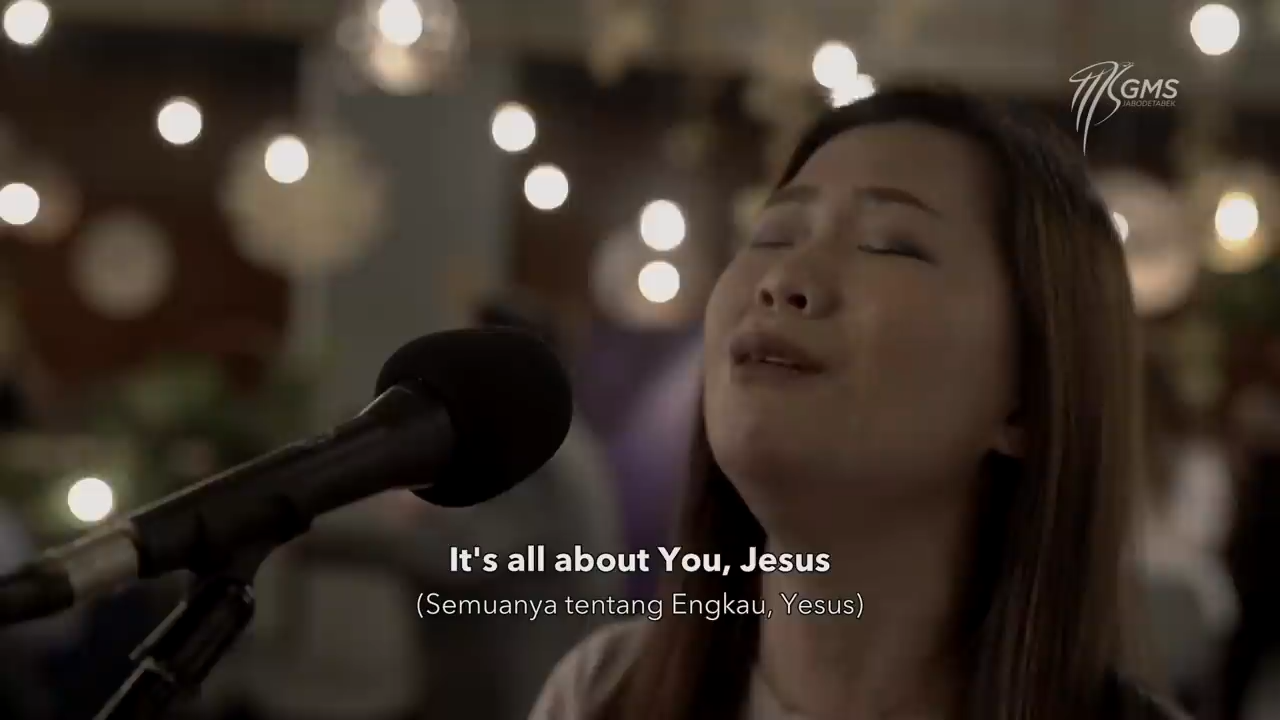 GMS
JABODETABEK
It's all about You, Jesus
(Semuanya tentang Engkau, Yesus)